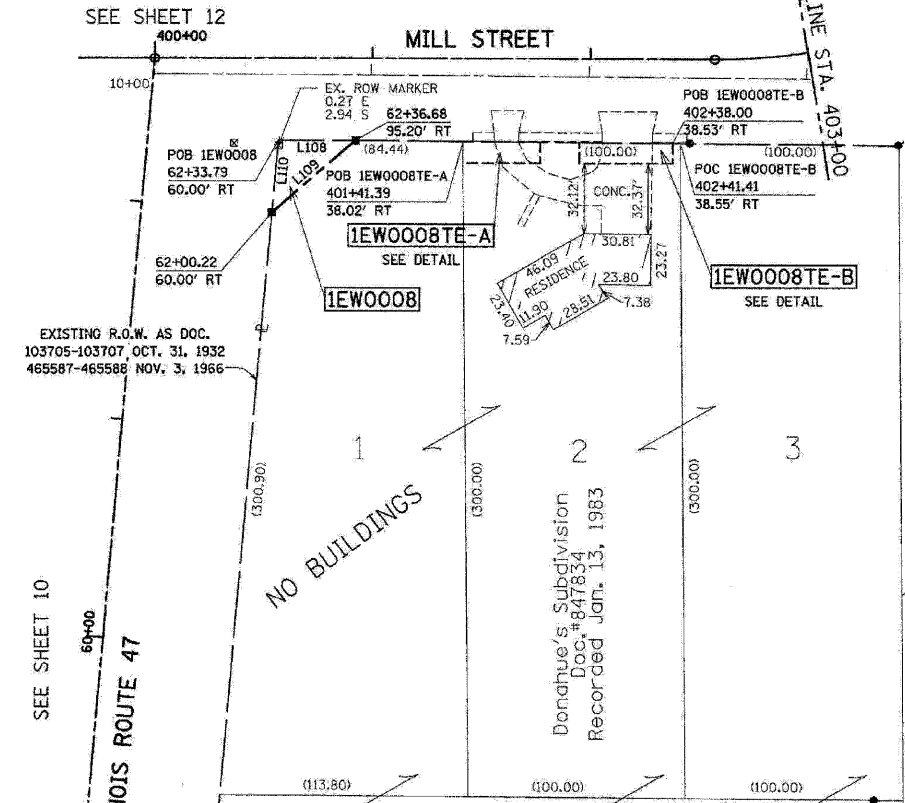 SEE SHEET 12
400+00
MILL STREET
LINE STA. 403+00
10+00
EX. ROW MARKER
0.27 E
2.94 S
62+36.68
95.20' RT
POB 1EW0008TE-B
402+38.00
38.53' RT
POB 1EW0008
62+33.79
60.00' RT
L108
L110
L109
(84.44)
(100.00)
(100.00)
POB 1EW0008TE-A
401+41.39
38.02' RT
POC 1EW0008TE-B
402+41.41
38.55' RT
CONC.
32.12'
32.37'
1EW0008TE-A
SEE DETAIL
30.81
23.27
46.09
RESIDENCE
23.80
7.38
23.40
11.90
28.51
7.59
1EW0008TE-B
SEE DETAIL
62+00.22
60.00' RT
1EW0008
EXISTING R.O.W. AS DOC.
103705-103707, OCT. 31, 1932
465587-465588 NOV. 3, 1966
1
2
3
(300.90)
(300.00)
(300.00)
NO BUILDINGS
Donahue's Subdivision
Doc.#847834
Recorded Jan. 13, 1983
SEE SHEET 10
60+00
NOIS ROUTE 47
(113.80)
(100.00)
(100.00)